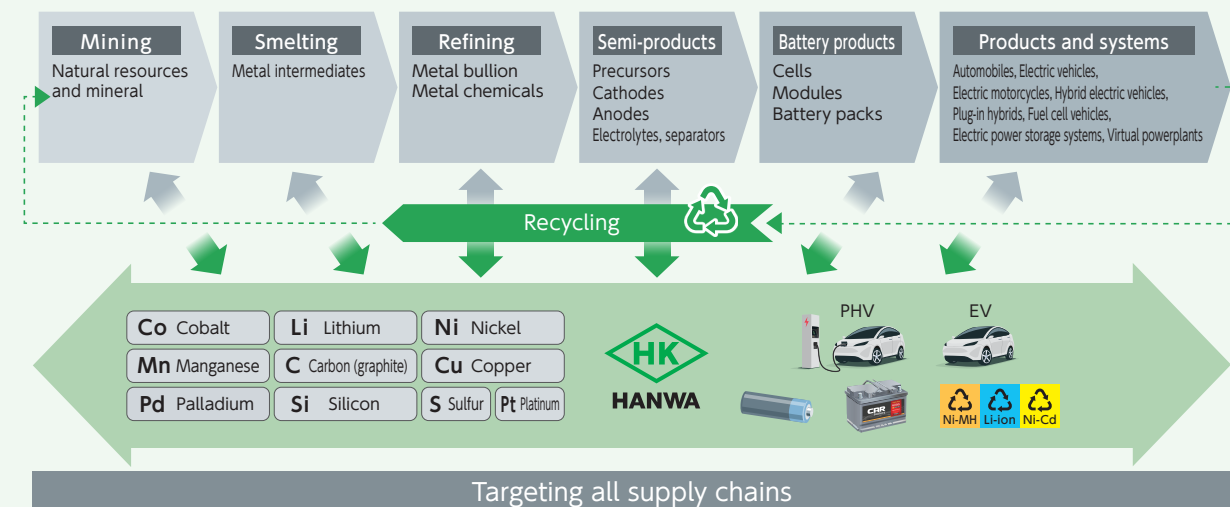 Mining
Natural resources
and mineral
Smelting
Metal intermediates
Refining
Metal bullion
Metal chemicals
Semi-products
Precursors
Cathodes
Anodes
Electrolytes, separators
Battery products
Cells
Modules
Battery packs
Products and systems
Automobiles, Electric vehicles,
Electric motorcycles, Hybrid electric vehicles,
Plug-in hybrids, Fuel cell vehicles,
Electric power storage systems, Virtual powerplants
Recycling
Co Cobalt
Li Lithium
Ni Nickel
Mn Manganese
C Carbon (graphite)
Cu Copper
Pd Palladium
Si Silicon
S Sulfur
Pt Platinum
HK
HANWA
PHV
EV
CAR
Ni-MH
Li-ion
Ni-Cd
Targeting all supply chains